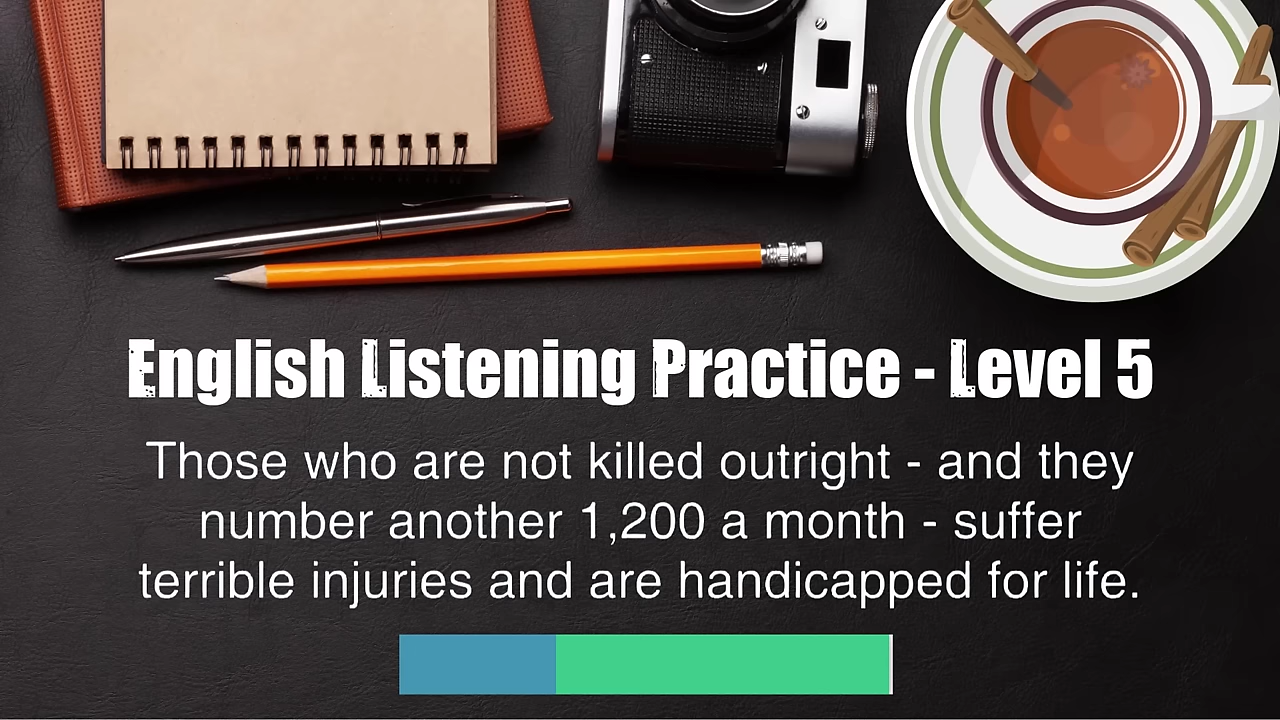 English Listening Practice - Level 5
Those who are not killed outright - and they
number another 1,200 a month - suffer
terrible injuries and are handicapped for life.